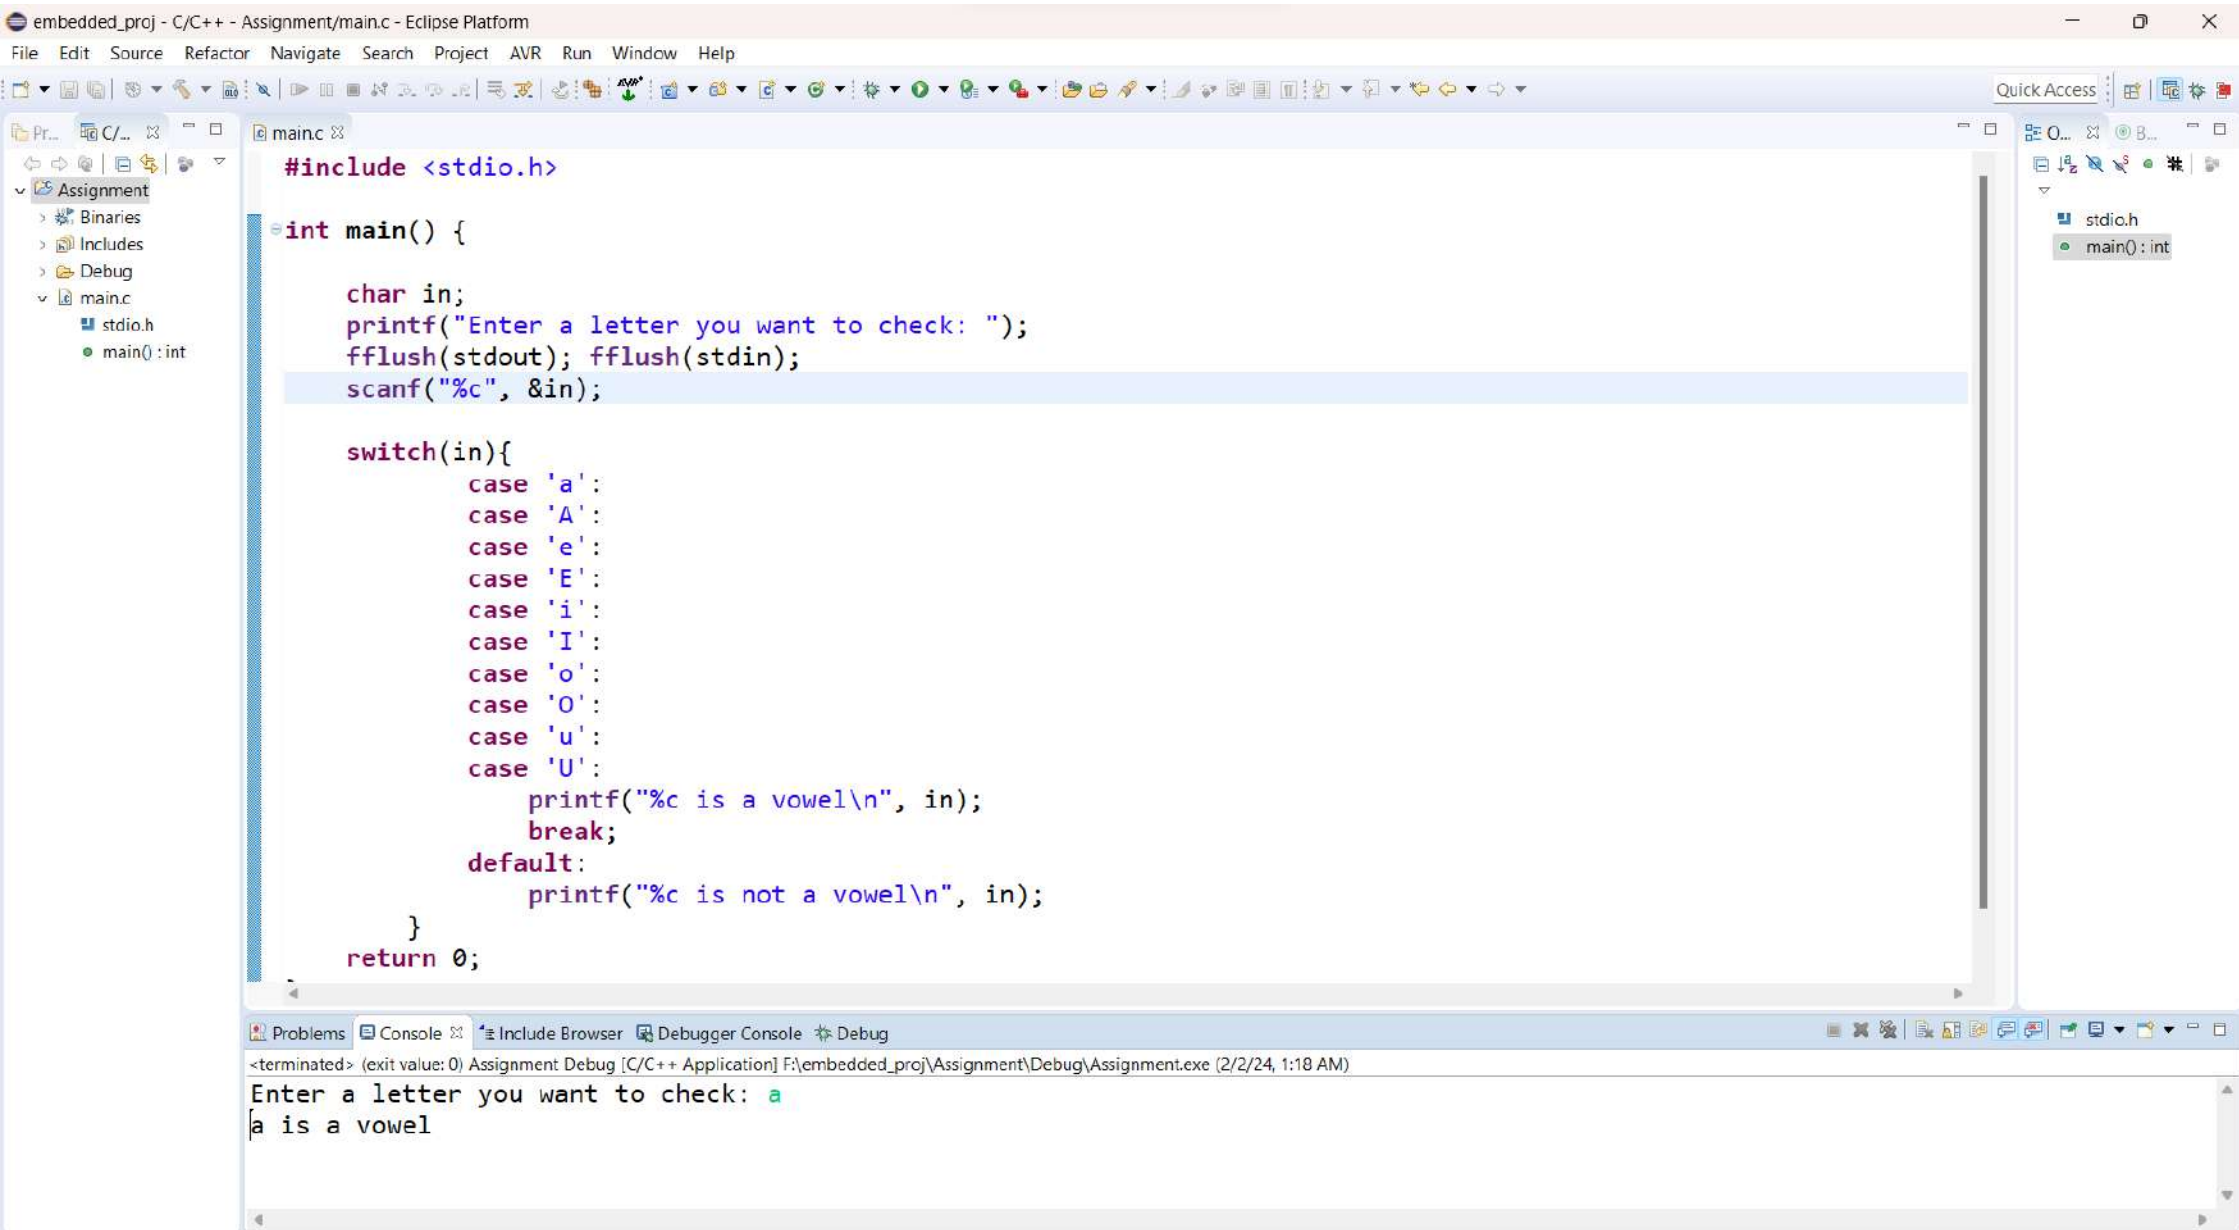 embedded_proj - C/C++ - Assignment/main.c - Eclipse Platform
File Edit Source Refactor Navigate Search Project AVR Run Window Help
Quick Access
Pr... C/...
main.c
O... B...
Assignment
Binaries
Includes
Debug
main.c
stdio.h
main() : int
#include <stdio.h>
int main() {
char in;
printf("Enter a letter you want to check: ");
fflush(stdout); fflush(stdin);
scanf("%c", &in);
switch(in){
case 'a':
case 'A':
case 'e':
case 'E':
case 'i':
case 'I':
case 'o':
case 'O':
case 'u':
case 'U':
printf("%c is a vowel\n", in);
break;
default:
printf("%c is not a vowel\n", in);
}
return 0;
stdio.h
main() : int
Problems Console Include Browser Debugger Console Debug
<terminated> (exit value: 0) Assignment Debug [C/C++ Application] F:\embedded_proj\Assignment\Debug\Assignment.exe (2/2/24, 1:18 AM)
Enter a letter you want to check: a
a is a vowel